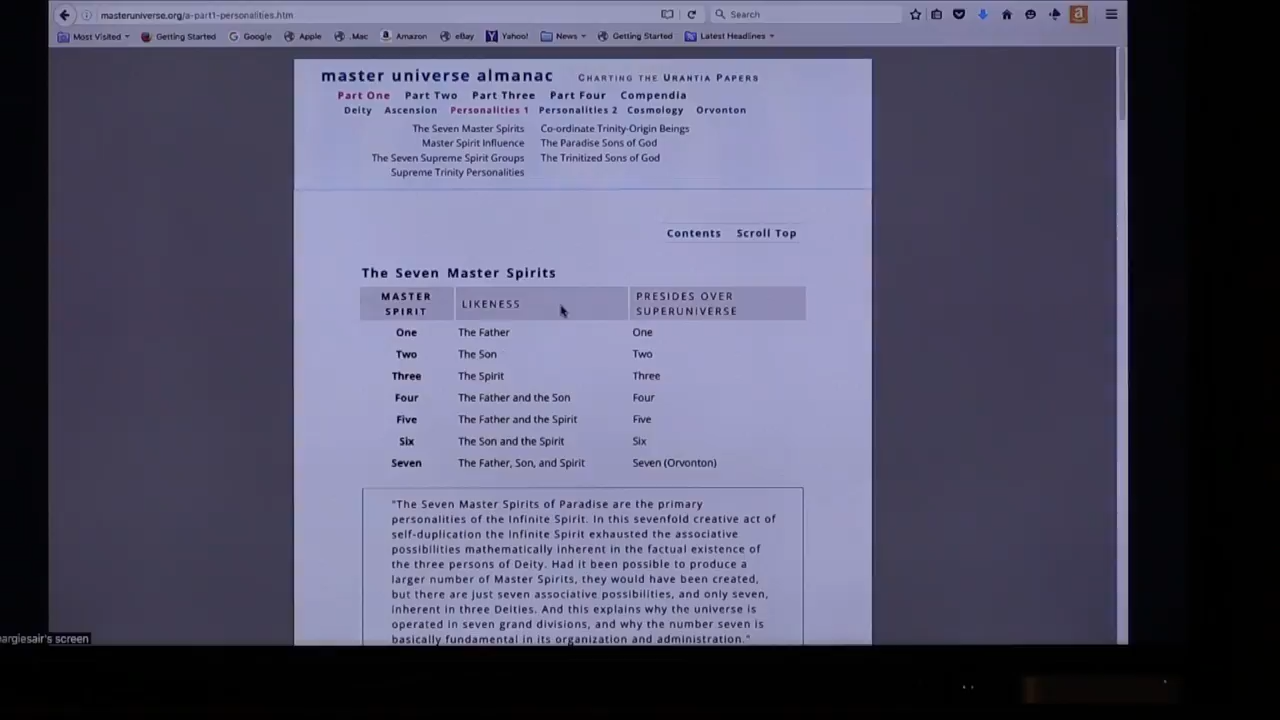 masteruniverse.org/a-part1-personalities.htm
Search
Most Visited
Getting Started
Google
Apple
.Mac
Amazon
eBay
Yahoo!
News
Getting Started
Latest Headlines
master universe almanac CHARTING THE URANTIA PAPERS
Part One Part Two Part Three Part Four Compendia
Deity Ascension Personalities 1 Personalities 2 Cosmology Orvonton
The Seven Master Spirits Co-ordinate Trinity-Origin Beings
Master Spirit Influence The Paradise Sons of God
The Seven Supreme Spirit Groups The Trinitized Sons of God
Supreme Trinity Personalities
Contents Scroll Top
The Seven Master Spirits
MASTER SPIRIT LIKENESS PRESIDES OVER SUPERUNIVERSE
One The Father One
Two The Son Two
Three The Spirit Three
Four The Father and the Son Four
Five The Father and the Spirit Five
Six The Son and the Spirit Six
Seven The Father, Son, and Spirit Seven (Orvonton)
"The Seven Master Spirits of Paradise are the primary
personalities of the Infinite Spirit. In this sevenfold creative act of
self-duplication the Infinite Spirit exhausted the associative
possibilities mathematically inherent in the factual existence of
the three persons of Deity. Had it been possible to produce a
larger number of Master Spirits, they would have been created,
but there are just seven associative possibilities, and only seven,
inherent in three Deities. And this explains why the universe is
operated in seven grand divisions, and why the number seven is
basically fundamental in its organization and administration."
argiesair's screen